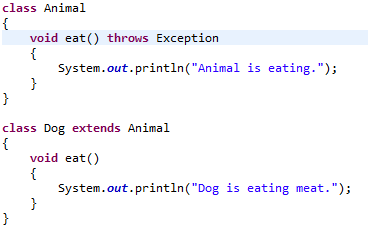 class Animal
{
    void eat() throws Exception
    {
        System.out.println("Animal is eating.");
    }
}
class Dog extends Animal
{
    void eat()
    {
        System.out.println("Dog is eating meat.");
    }
}